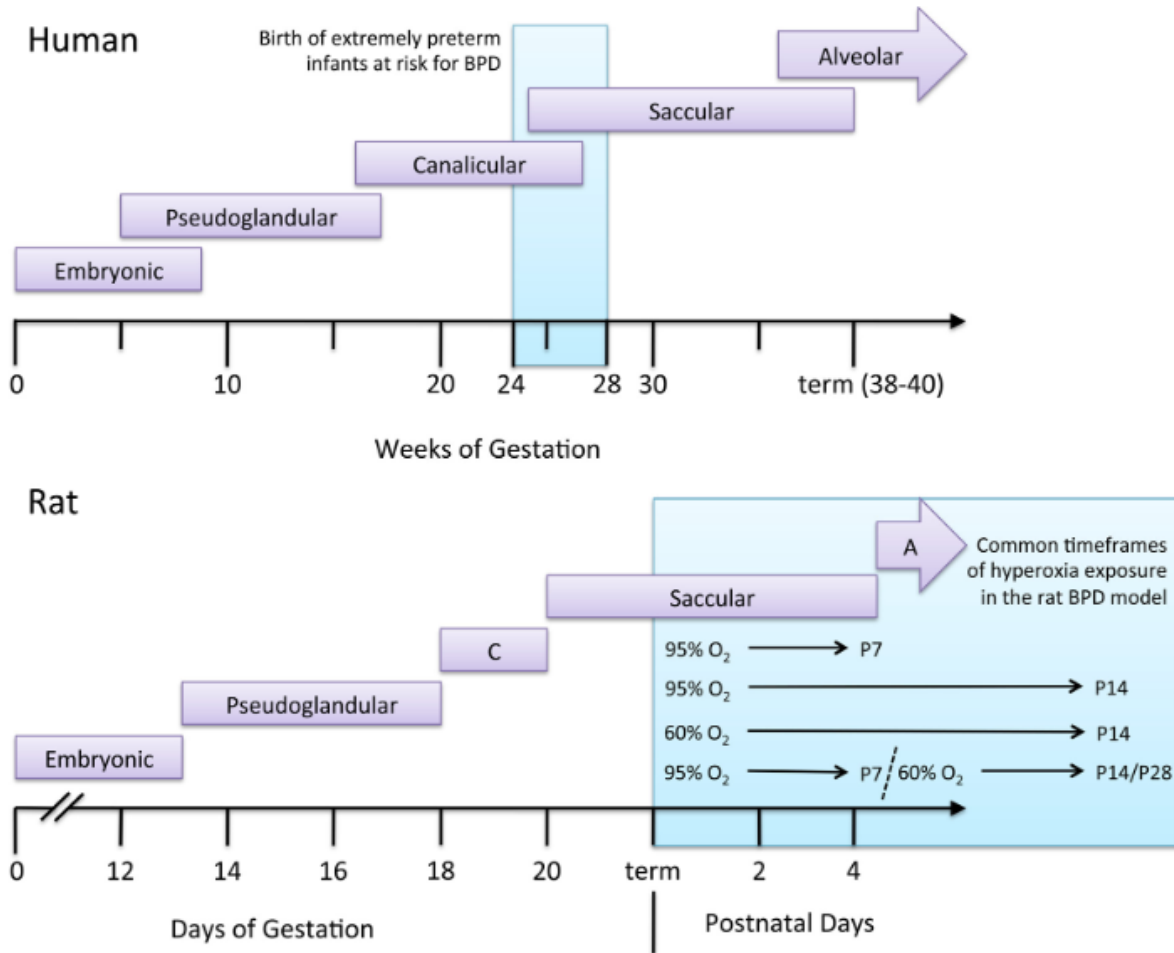 Human
Birth of extremely preterm
infants at risk for BPD
Alveolar
Saccular
Canalicular
Pseudoglandular
Embryonic
0 10 20 24 28 30 term (38-40)
Weeks of Gestation
Rat
A
Common timeframes
of hyperoxia exposure
in the rat BPD model
Saccular
C
95% O₂ P7
Pseudoglandular
95% O₂ P14
60% O₂ P14
Embryonic
95% O₂ P7 / 60% O₂ P14/P28
0 12 14 16 18 20 term 2 4
Days of Gestation
Postnatal Days